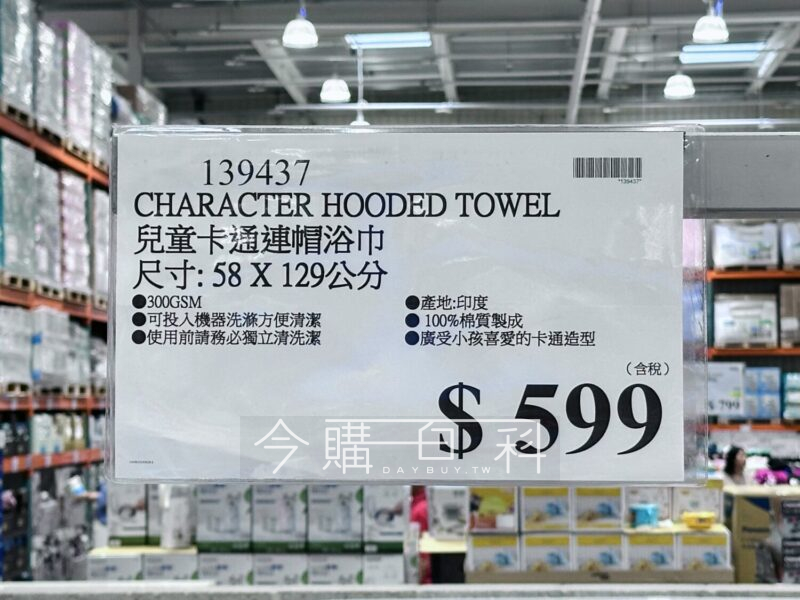 139437
*139437*
CHARACTER HOODED TOWEL
兒童卡通連帽浴巾
尺寸: 58 X 129公分
●300GSM
●可投入機器洗滌方便清潔
●使用前請務必獨立清洗潔
●產地:印度
● 100%棉質製成
●廣受小孩喜愛的卡通造型
(含稅)
$ 599
今購百科
DAYBUY.TW
$ 799